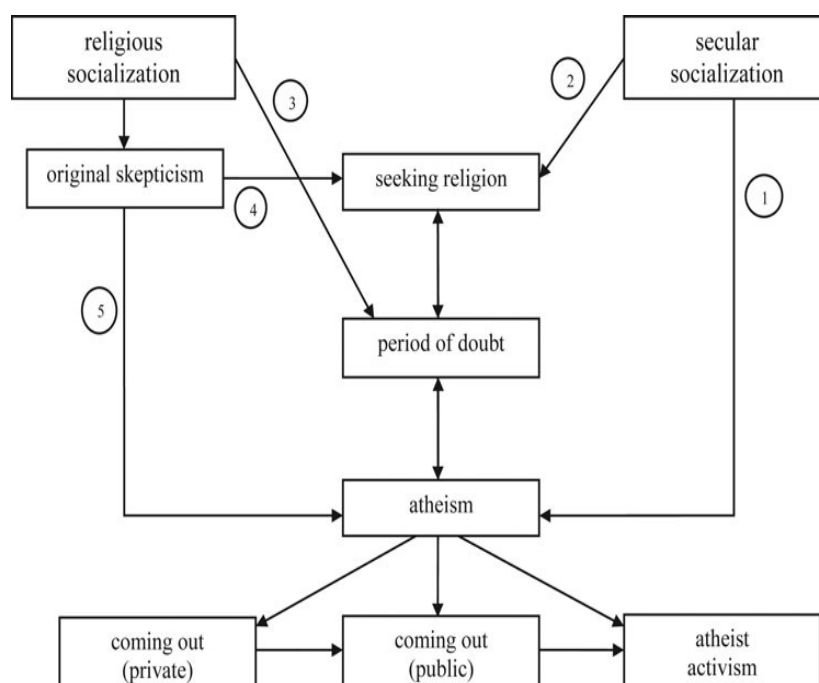 religious
socialization
secular
socialization
3
2
original skepticism
seeking religion
4
1
5
period of doubt
atheism
coming out
(private)
coming out
(public)
atheist
activism